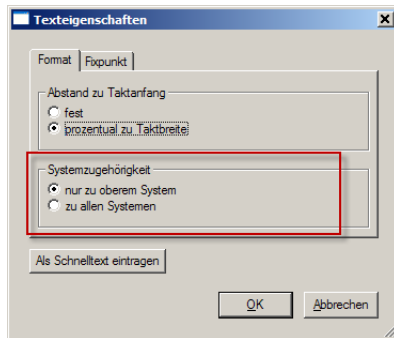 Texteigenschaften
Format Fixpunkt
Abstand zu Taktanfang
fest
prozentual zu Taktbreite
Systemzugehörigkeit
nur zu oberem System
zu allen Systemen
Als Schnelltext eintragen
OK Abbrechen